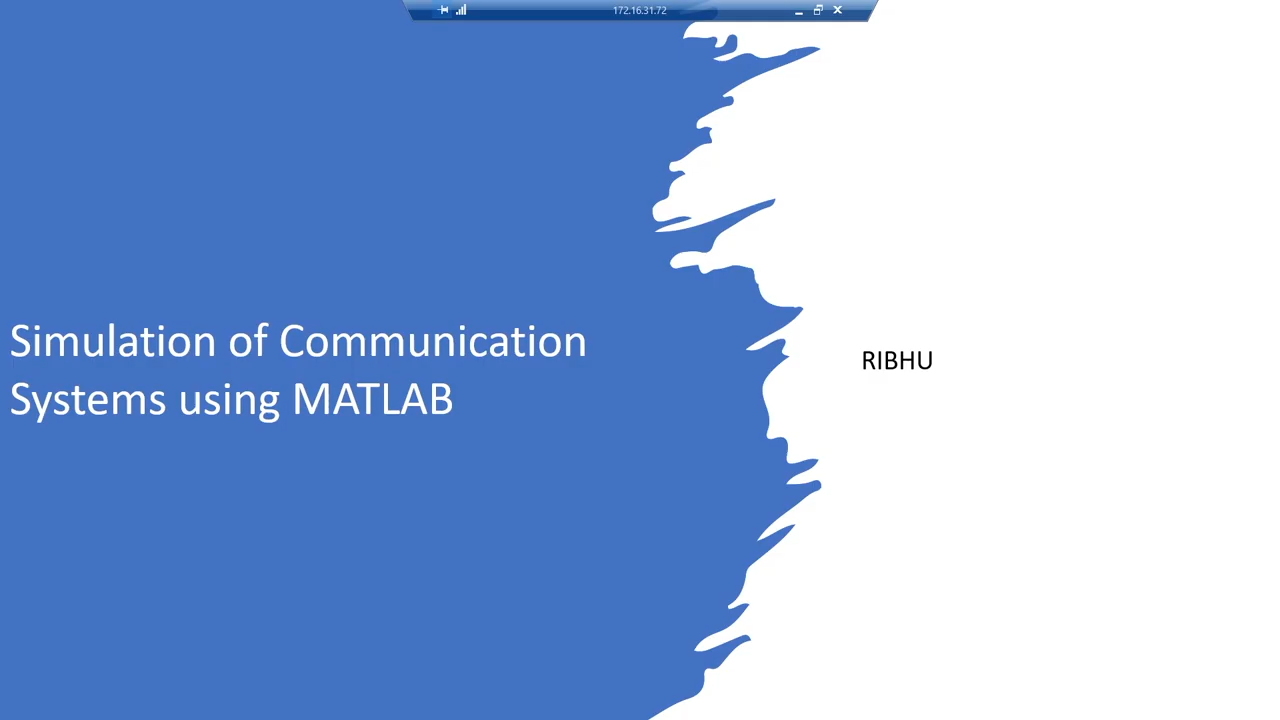 172.16.31.72
Simulation of Communication
Systems using MATLAB
RIBHU